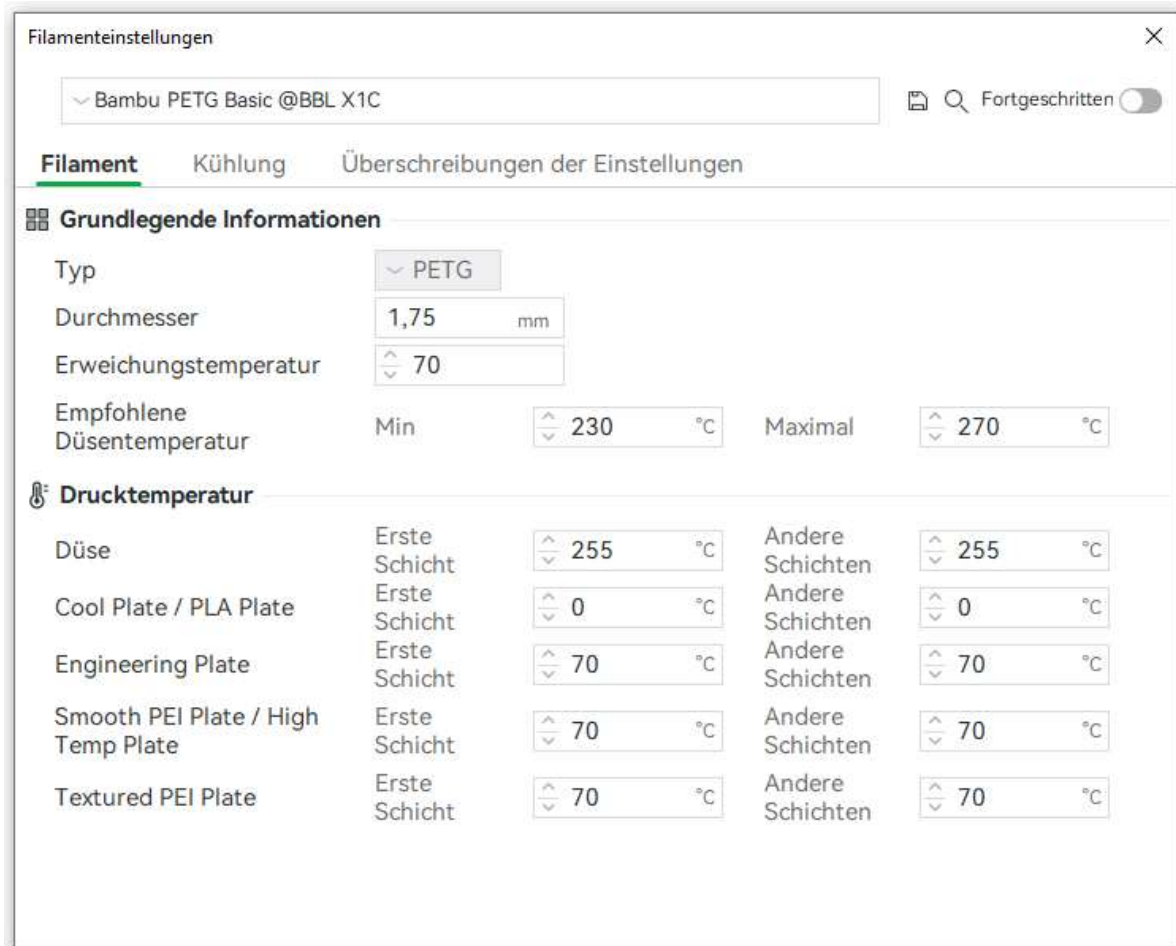 Filamenteinstellungen
Bambu PETG Basic @BBL X1C Fortgeschritten
Filament Kühlung Überschreibungen der Einstellungen
Grundlegende Informationen
Typ PETG
Durchmesser 1,75 mm
Erweichungstemperatur 70
Empfohlene
Düsentemperatur Min 230 °C Maximal 270 °C
Drucktemperatur
Düse Erste
Schicht 255 °C Andere
Schichten 255 °C
Cool Plate / PLA Plate Erste
Schicht 0 °C Andere
Schichten 0 °C
Engineering Plate Erste
Schicht 70 °C Andere
Schichten 70 °C
Smooth PEI Plate / High
Temp Plate Erste
Schicht 70 °C Andere
Schichten 70 °C
Textured PEI Plate Erste
Schicht 70 °C Andere
Schichten 70 °C